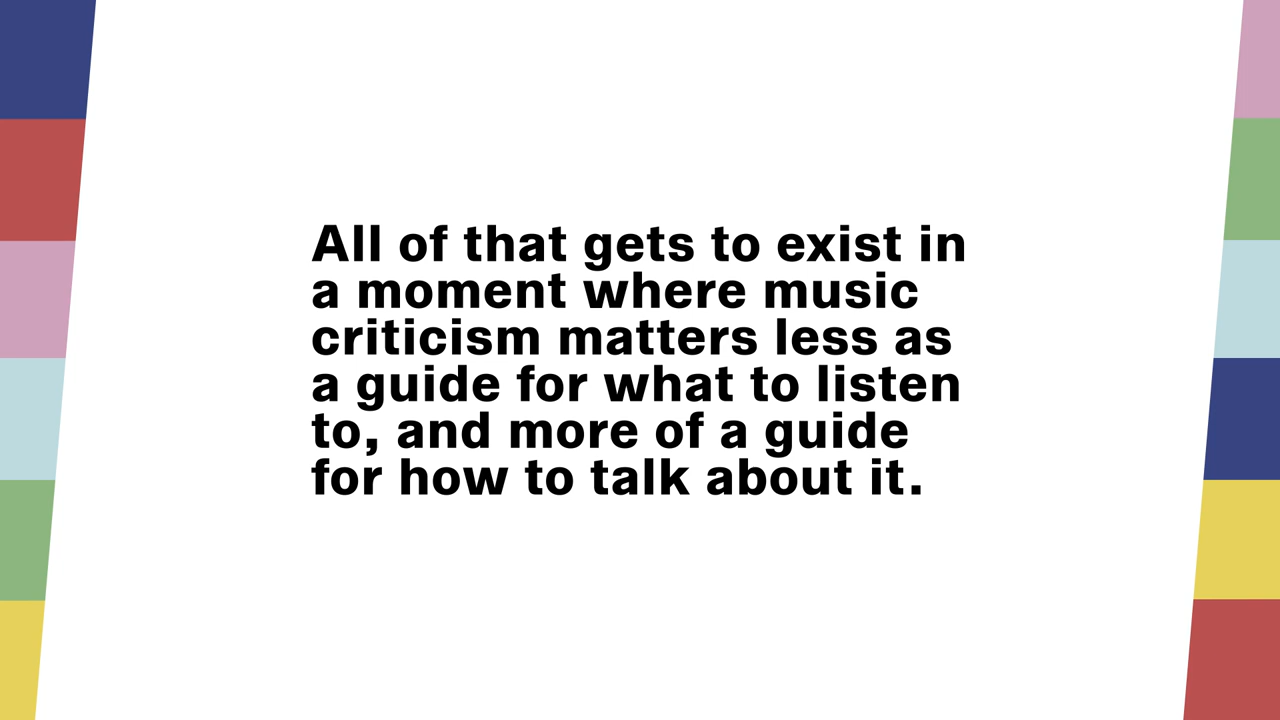 All of that gets to exist in
a moment where music
criticism matters less as
a guide for what to listen
to, and more of a guide
for how to talk about it.